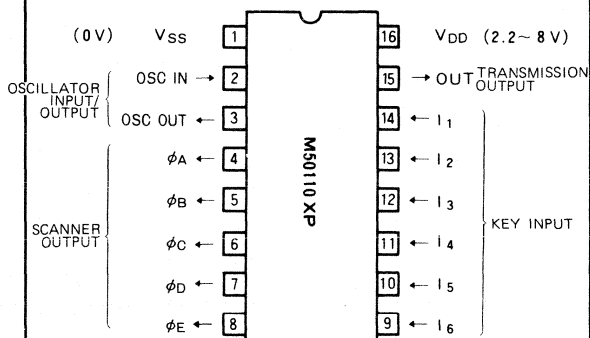 (0V) VSS 1
16 VDD (2.2~8V)
OSCILLATOR
INPUT/
OUTPUT
OSC IN → 2
15 → OUT TRANSMISSION
OUTPUT
OSC OUT ← 3
14 ← I1
φA ← 4
13 ← I2
φB ← 5
12 ← I3
φC ← 6
11 ← I4
φD ← 7
10 ← I5
φE ← 8
9 ← I6
SCANNER
OUTPUT
KEY INPUT
M50110XP